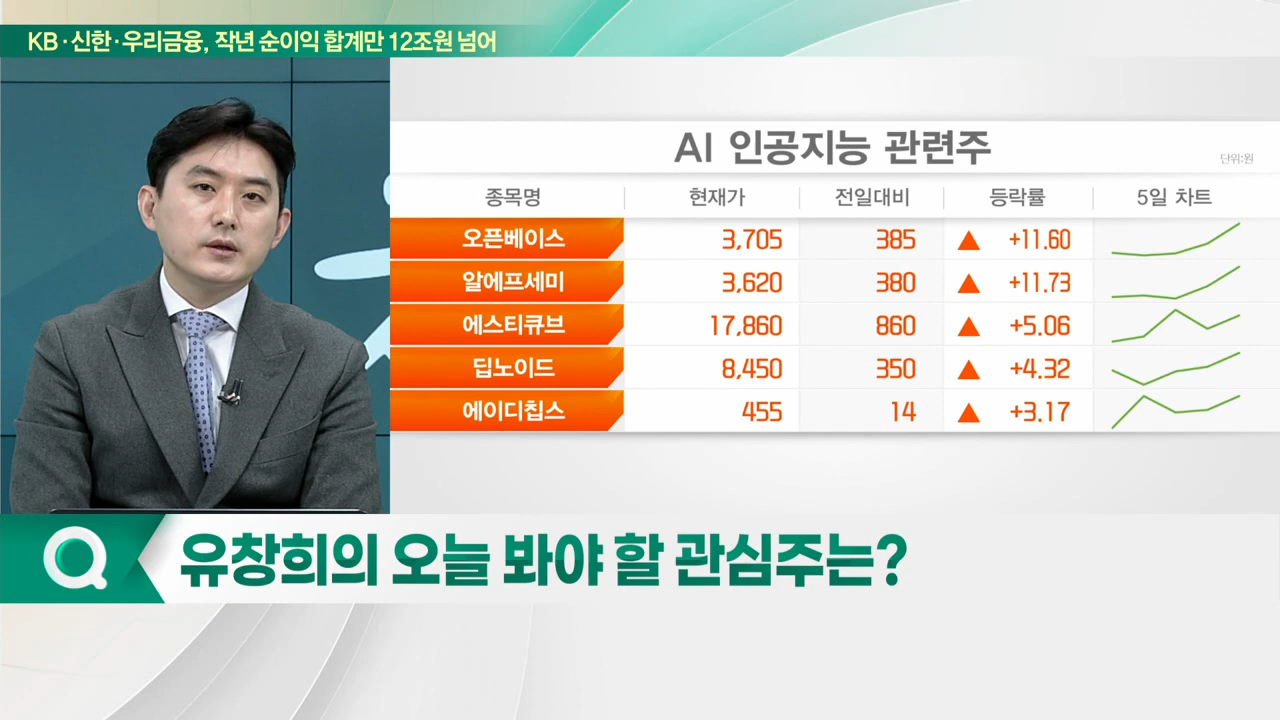 KB·신한·우리금융, 작년 순이익 합계만 12조원 넘어
AI 인공지능 관련주
단위:원
종목명 현재가 전일대비 등락률 5일 차트
오픈베이스 3,705 385 ▲ +11.60
알에프세미 3,620 380 ▲ +11.73
에스티큐브 17,860 860 ▲ +5.06
딥노이드 8,450 350 ▲ +4.32
에이디칩스 455 14 ▲ +3.17
유창희의 오늘 봐야 할 관심주는?